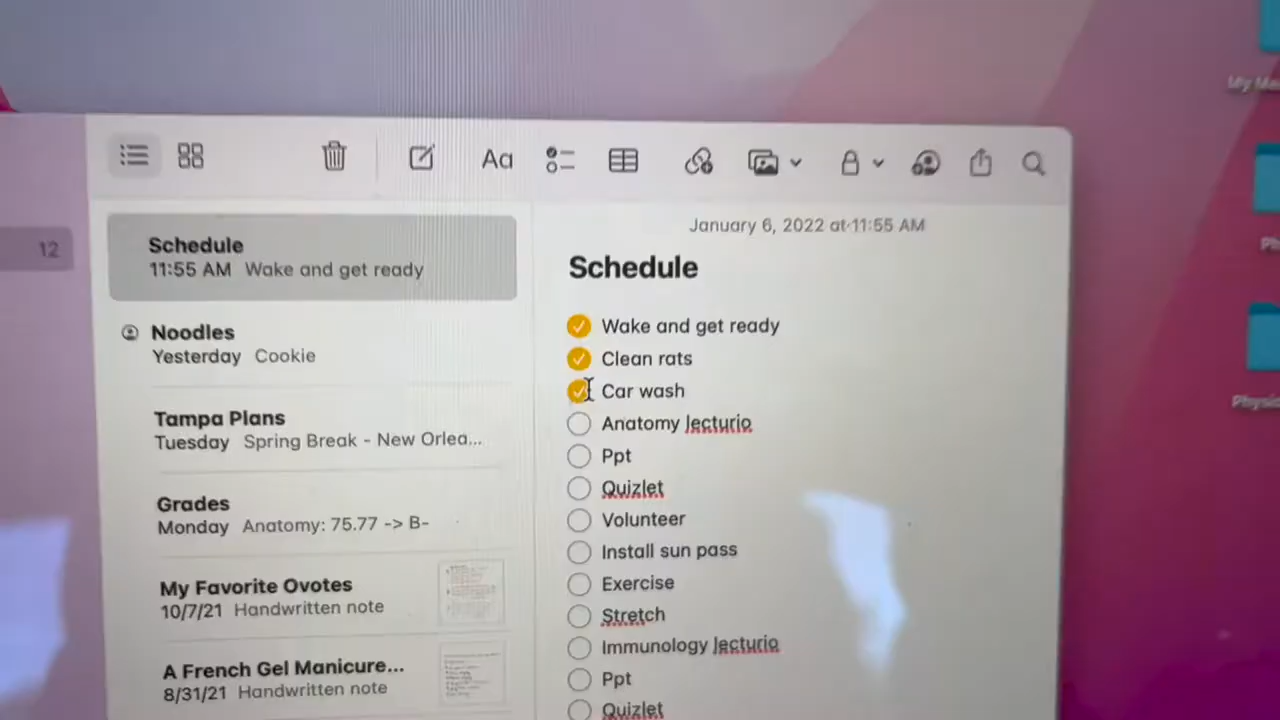 My
12
Aa
Schedule
11:55 AM Wake and get ready
Noodles
Yesterday Cookie
Tampa Plans
Tuesday Spring Break - New Orlea...
Grades
Monday Anatomy: 75.77 -> B-
My Favorite Ovotes
10/7/21 Handwritten note
A French Gel Manicure...
8/31/21 Handwritten note
January 6, 2022 at 11:55 AM
Schedule
Wake and get ready
Clean rats
Car wash
Anatomy lecturio
Ppt
Quizlet
Volunteer
Install sun pass
Exercise
Stretch
Immunology lecturio
Ppt
Quizlet